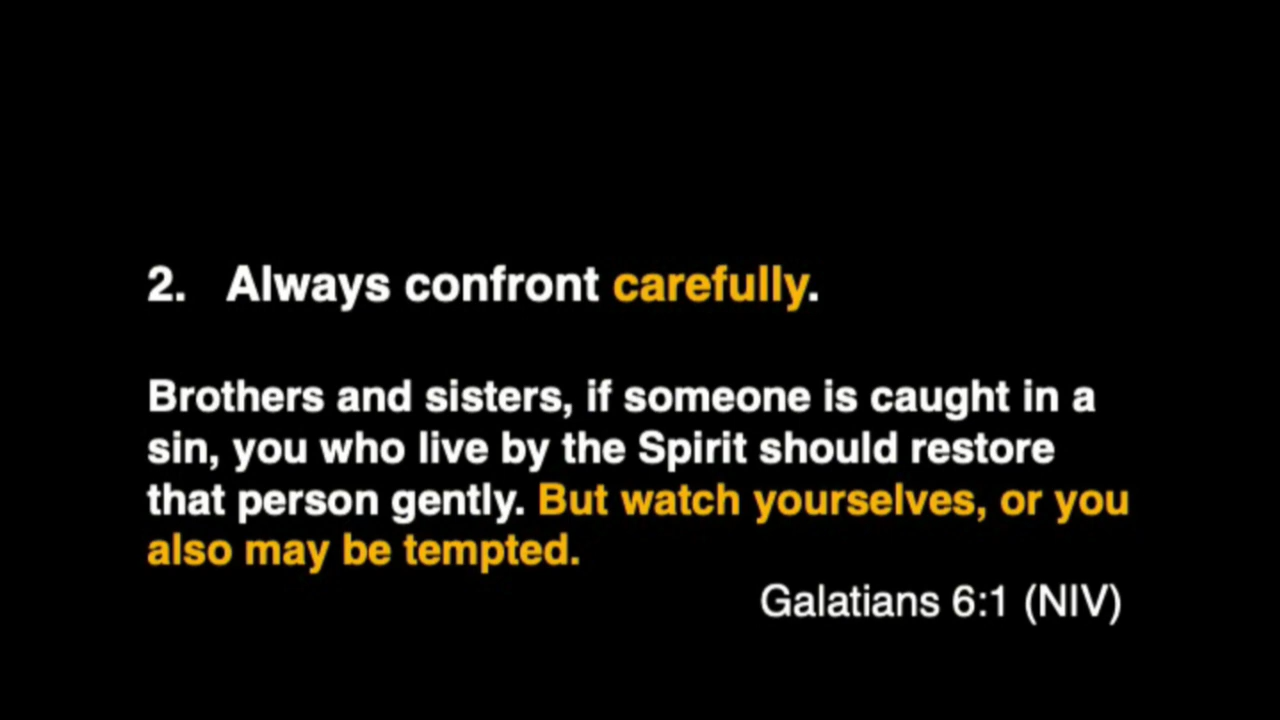 2. Always confront carefully.
Brothers and sisters, if someone is caught in a
sin, you who live by the Spirit should restore
that person gently. But watch yourselves, or you
also may be tempted.
Galatians 6:1 (NIV)